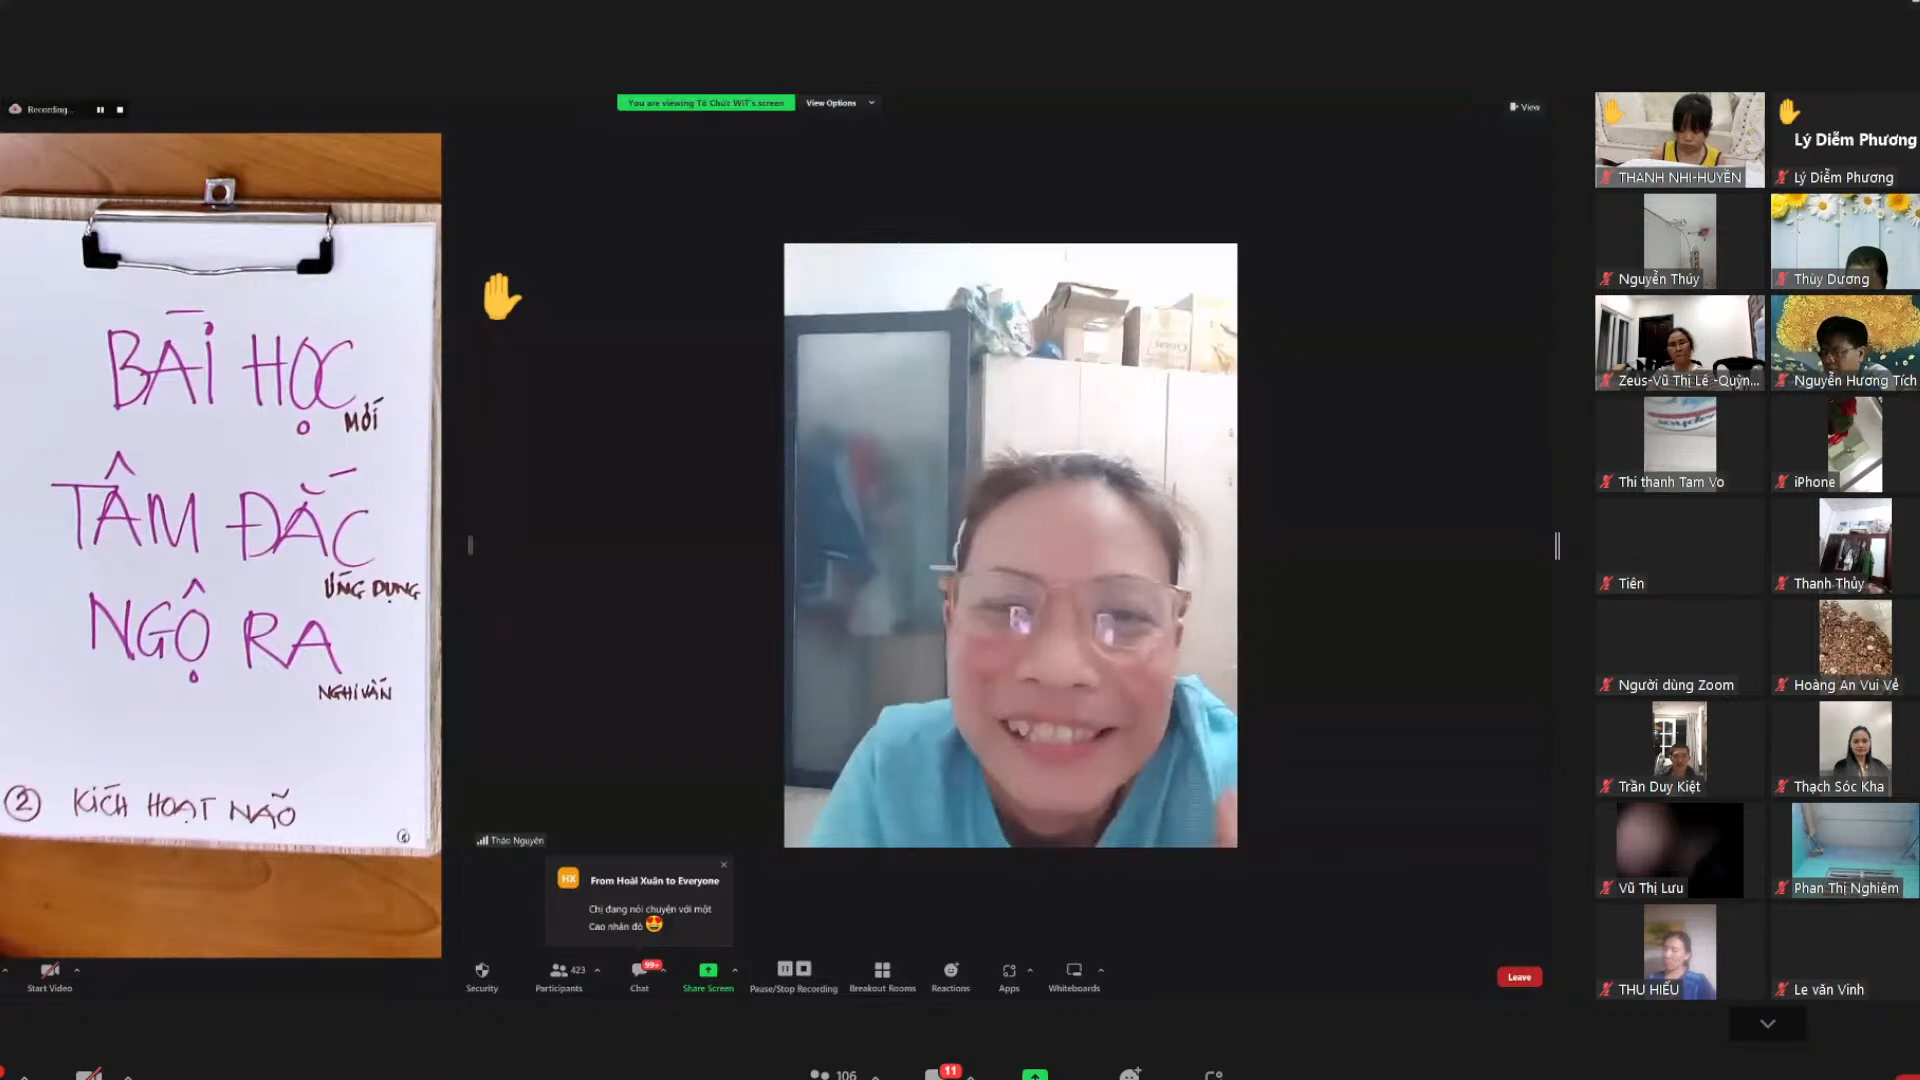 Recording...
You are viewing Tổ Chức WIT's screen
View Options
View
BÀI HỌC
MỚI
TÂM ĐẮC
ỨNG DỤNG
NGỘ RA
NGHI VẤN
② KÍCH HOẠT NÃO
Thảo Nguyên
HX
From Hoài Xuân to Everyone
Chị đang nói chuyện với một
Cao nhân đó
Start Video
Security
423
Participants
99+
Chat
Share Screen
Pause/Stop Recording
Breakout Rooms
Reactions
Apps
Whiteboards
Leave
THANH NHI-HUYỀN
Lý Diễm Phương
Lý Diễm Phương
Nguyễn Thúy
Thùy Dương
Zeus-Vũ Thị Lê -Quỳn...
Nguyễn Hương Tích
Thi thanh Tam Vo
iPhone
Tiên
Thanh Thủy
Người dùng Zoom
Hoàng An Vui Vẻ
Trần Duy Kiệt
Thạch Sóc Kha
Vũ Thị Lưu
Phan Thị Nghiêm
THU HIẾU
Le văn Vinh
106
11